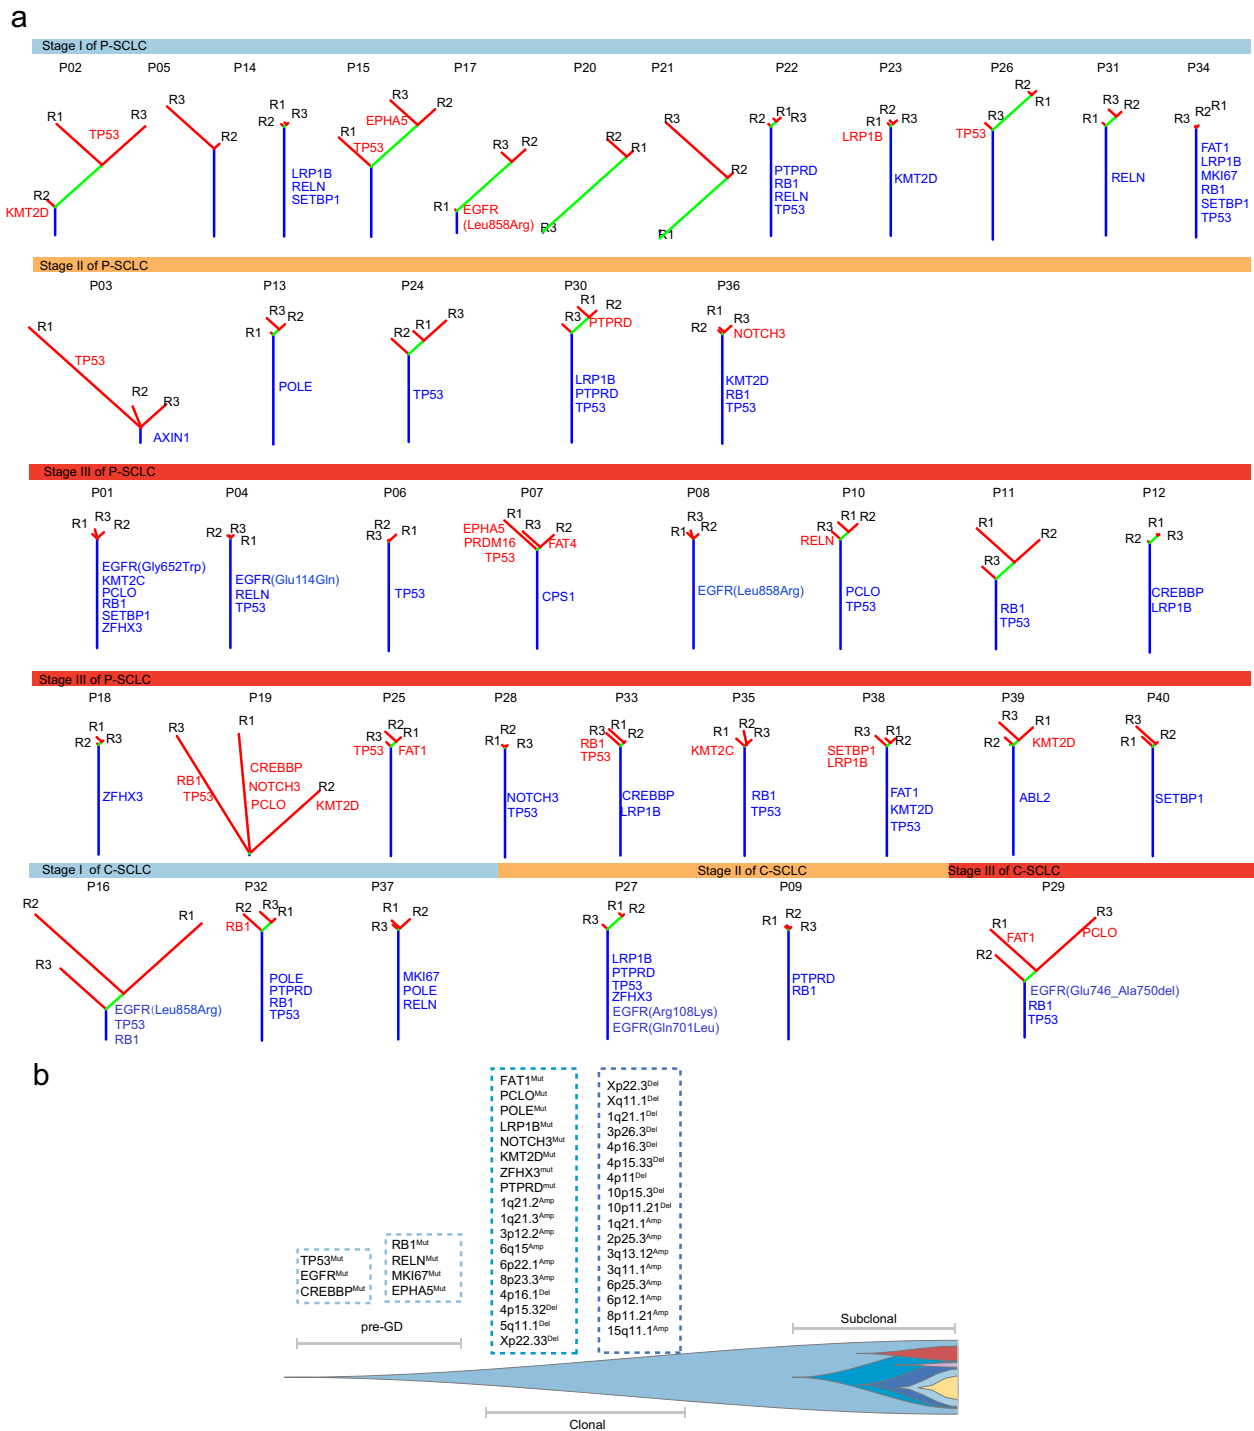 a
Stage I of P-SCLC
P02 P05 P14 P15 P17 P20 P21 P22 P23 P26 P31 P34
R1 TP53 R3 R2 KMT2D
R3 R2
R1 R2 R3
LRP1B
RELN
SETBP1
R3 R2 EPHA5 R1 TP53
R3 R2 R1 EGFR
(Leu858Arg)
R2 R1 R3
R3 R2 R1
R2 R1 R3
PTPRD
RB1
RELN
TP53
R2 R1 R3
LRP1B
KMT2D
R2 R1 R3 TP53
R3 R2 R1
RELN
R2 R1 R3
FAT1
LRP1B
MKI67
RB1
SETBP1
TP53
Stage II of P-SCLC
P03 P13 P24 P30 P36
R1 TP53 R2 R3 AXIN1
R3 R2 R1
POLE
R3 R1 R2
TP53
R1 R2 R3 PTPRD
LRP1B
PTPRD
TP53
R1 R3 R2 NOTCH3
KMT2D
RB1
TP53
Stage III of P-SCLC
P01 P04 P06 P07 P08 P10 P11 P12
R3 R1 R2
EGFR(Gly652Trp)
KMT2C
PCLO
RB1
SETBP1
ZFHX3
R3 R2 R1
EGFR(Glu114Gln)
RELN
TP53
R2 R1 R3
TP53
R1 EPHA5 R3 R2
PRDM16 FAT4
TP53
CPS1
R3 R1 R2
EGFR(Leu858Arg)
R1 R2 R3
RELN
PCLO
TP53
R1 R2 R3
RB1
TP53
R1 R3 R2
CREBBP
LRP1B
Stage III of P-SCLC
P18 P19 P25 P28 P33 P35 P38 P39 P40
R1 R2 R3
ZFHX3
R3 R1 R2
CREBBP
RB1 NOTCH3
TP53 PCLO KMT2D
R2 R1 R3
TP53 FAT1
R2 R1 R3
NOTCH3
TP53
R1 R3 R2
RB1
TP53
CREBBP
LRP1B
R2 R1 R3
KMT2C
RB1
TP53
R3 R1 R2
SETBP1
LRP1B
FAT1
KMT2D
TP53
R3 R1 R2 KMT2D
ABL2
R3 R1 R2
SETBP1
Stage I of C-SCLC Stage II of C-SCLC Stage III of C-SCLC
P16 P32 P37 P27 P09 P29
R2 R1 R3
EGFR(Leu858Arg)
TP53
RB1
R2 R3 R1
RB1
POLE
PTPRD
RB1
TP53
R1 R2 R3
MKI67
POLE
RELN
R1 R2 R3
LRP1B
PTPRD
TP53
ZFHX3
EGFR(Arg108Lys)
EGFR(Gln701Leu)
R2 R1 R3
PTPRD
RB1
R3 R1 FAT1 PCLO R2
EGFR(Glu746_Ala750del)
RB1
TP53
b
TP53Mut
EGFRMut
CREBBPMut
RB1Mut
RELNMut
MKI67Mut
EPHA5Mut
FAT1Mut
PCLOMut
POLEMut
LRP1BMut
NOTCH3Mut
KMT2DMut
ZFHX3mut
PTPRDmut
1q21.2Amp
1q21.3Amp
3p12.2Amp
6q15Amp
6p22.1Amp
8p23.3Amp
4p16.1Del
4p15.32Del
5q11.1Del
Xp22.33Del
Xp22.3Del
Xq11.1Del
1q21.1Del
3p26.3Del
4p16.3Del
4p15.33Del
4p11Del
10p15.3Del
10p11.21Del
1q21.1Amp
2p25.3Amp
3q13.12Amp
3q11.1Amp
6p25.3Amp
6p12.1Amp
8p11.21Amp
15q11.1Amp
pre-GD
Subclonal
Clonal